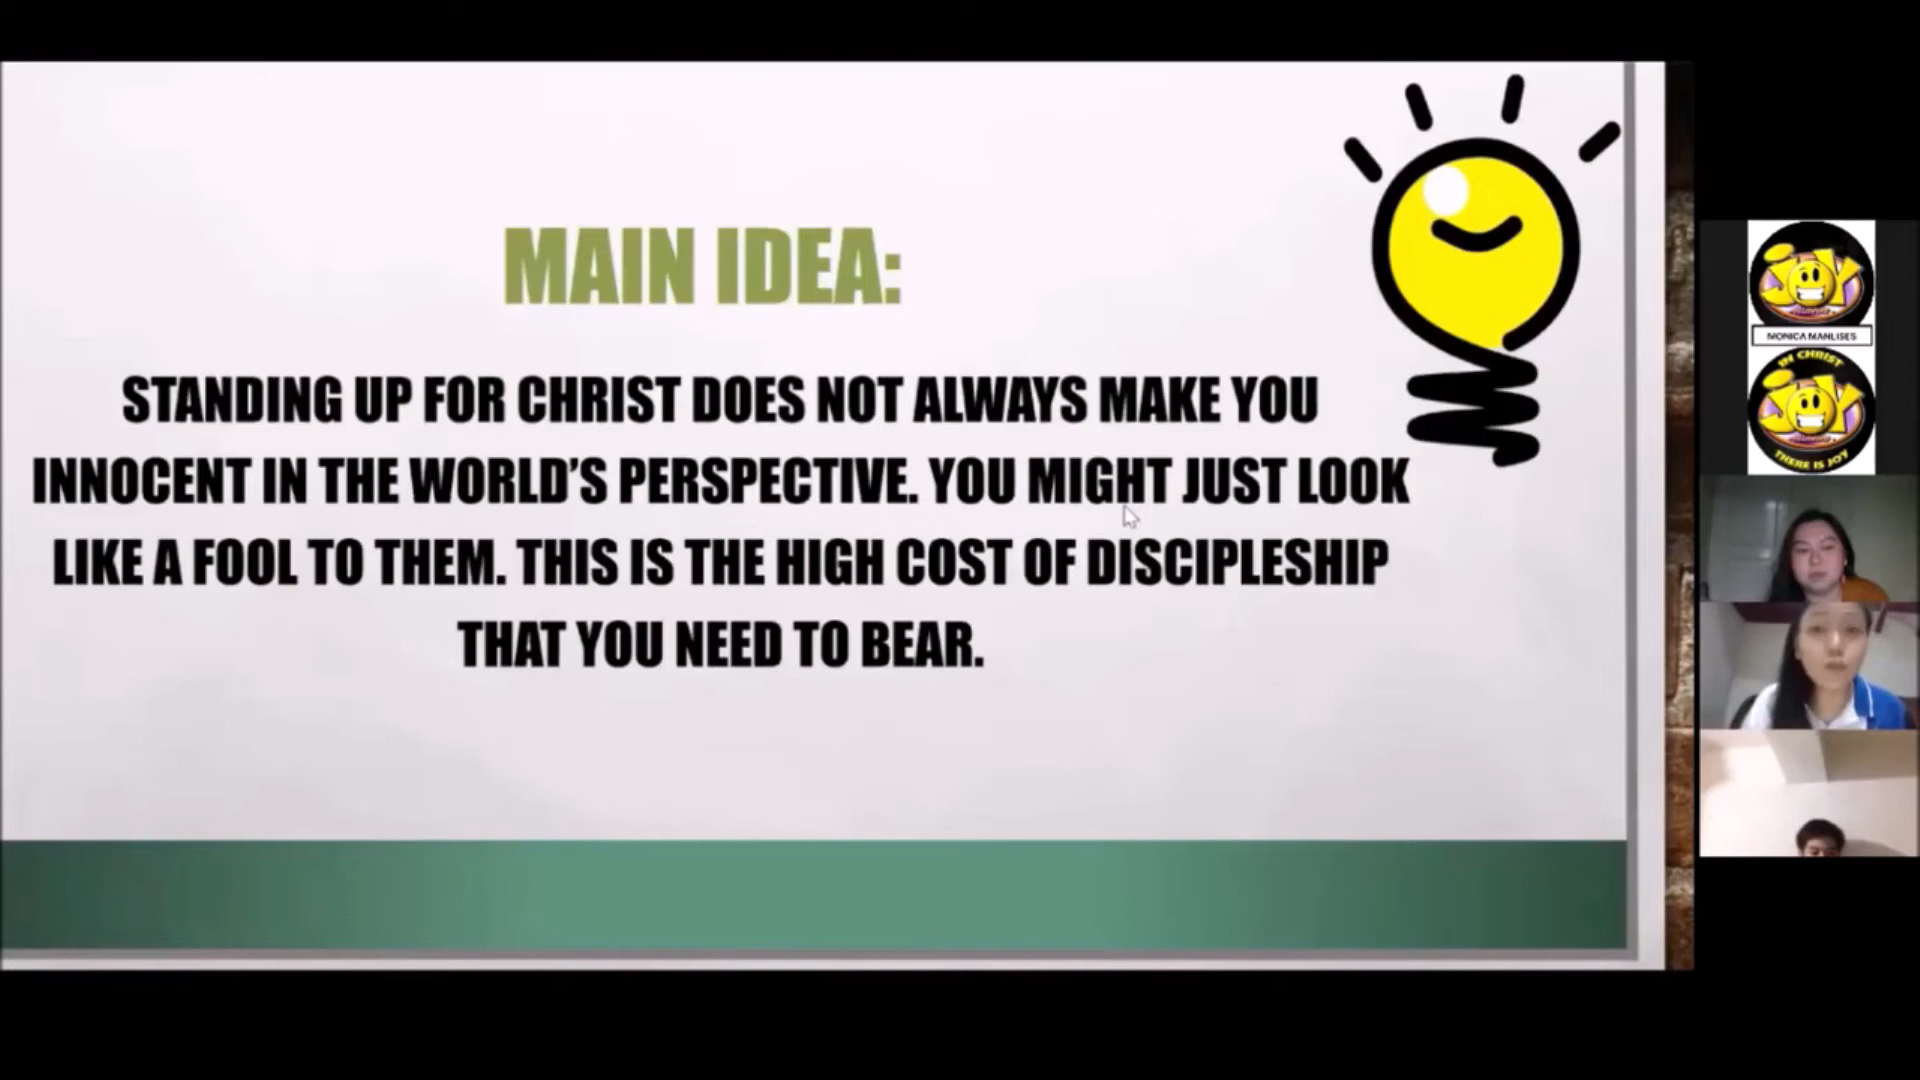 MAIN IDEA:
STANDING UP FOR CHRIST DOES NOT ALWAYS MAKE YOU
INNOCENT IN THE WORLD'S PERSPECTIVE. YOU MIGHT JUST LOOK
LIKE A FOOL TO THEM. THIS IS THE HIGH COST OF DISCIPLESHIP
THAT YOU NEED TO BEAR.
JOY
MONICA MANLISES
IN CHRIST
JOY
THERE IS JOY